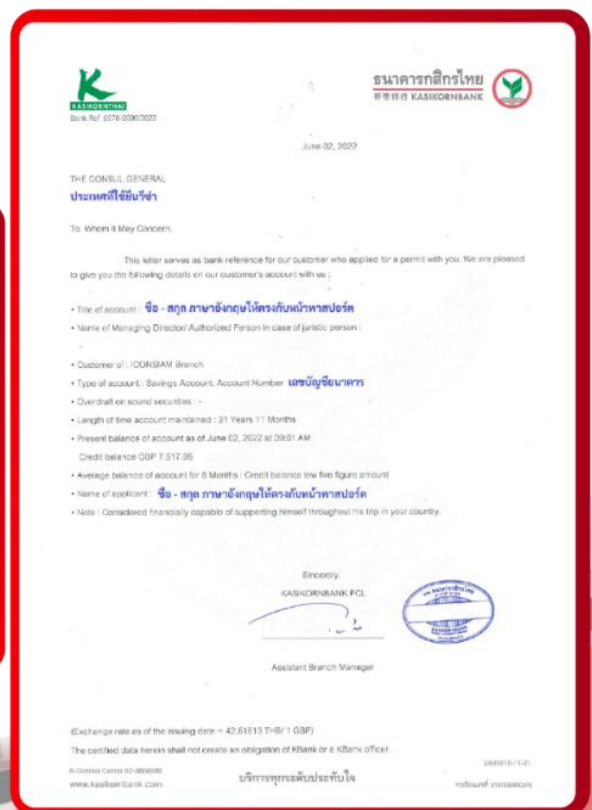 ธนาคารกสิกรไทย
开泰银行 KASIKORNBANK
KASIKORNTHAI
June 02, 2022
THE CONSUL GENERAL
ประเทศที่ใช้ยื่นวีซ่า
To Whom It May Concern,
This letter serves as bank reference for our customer who applied for a permit with you. We are pleased
to give you the following details on our customer's account with us :
• Title of account : ชื่อ - สกุล ภาษาอังกฤษให้ตรงกับหน้าพาสปอร์ต
• Name of Managing Director/ Authorized Person in case of juristic person :
-
• Customer of : ICONSIAM Branch
• Type of account : Savings Account, Account Number เลขบัญชีธนาคาร
• Overdraft on sound securities : -
• Length of time account maintained : 21 Years 11 Months
• Present balance of account as of June 02, 2022 at 09:01 AM
Credit balance GBP 7,517.95
• Average balance of account for 6 Months : Credit balance low five figure amount
• Name of applicant : ชื่อ - สกุล ภาษาอังกฤษให้ตรงกับหน้าพาสปอร์ต
• Note : Considered financially capable of supporting himself throughout his trip in your country.
Sincerely,
KASIKORNBANK PCL
Assistant Branch Manager
(Exchange rate as of the issuing date = 42.61813 THB/ 1 GBP)
The certified data herein shall not create an obligation of KBank or a KBank officer.
www.kasikornbank.com
บริการทุกระดับประทับใจ